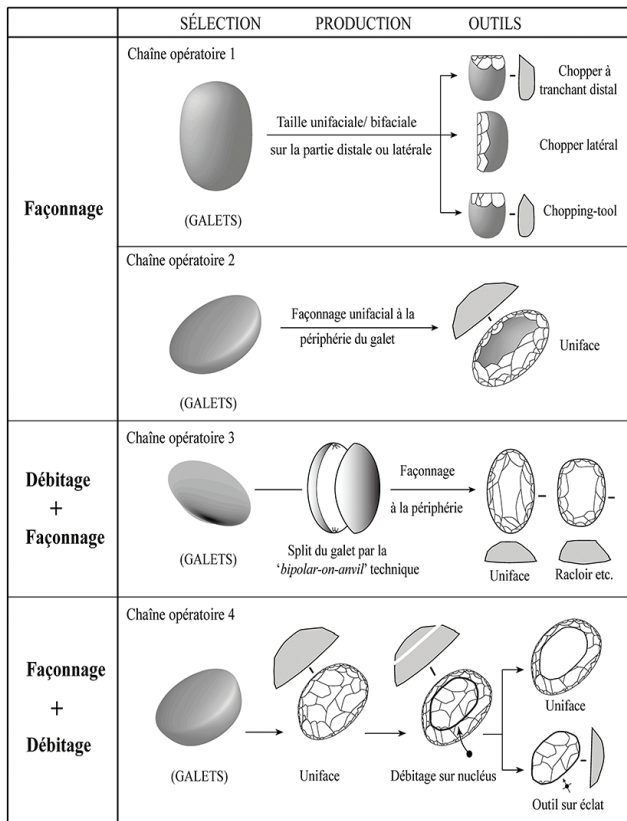 SÉLECTION PRODUCTION OUTILS
Façonnage
Chaîne opératoire 1
(GALETS)
Taille unifaciale/ bifaciale
sur la partie distale ou latérale
Chopper à
tranchant distal
Chopper latéral
Chopping-tool
Chaîne opératoire 2
(GALETS)
Façonnage unifacial à la
périphérie du galet
Uniface
Débitage
+
Façonnage
Chaîne opératoire 3
(GALETS)
Split du galet par la
'bipolar-on-anvil' technique
Façonnage
à la périphérie
Uniface
Racloir etc.
Façonnage
+
Débitage
Chaîne opératoire 4
(GALETS)
Uniface
Débitage sur nucléus
Uniface
Outil sur éclat